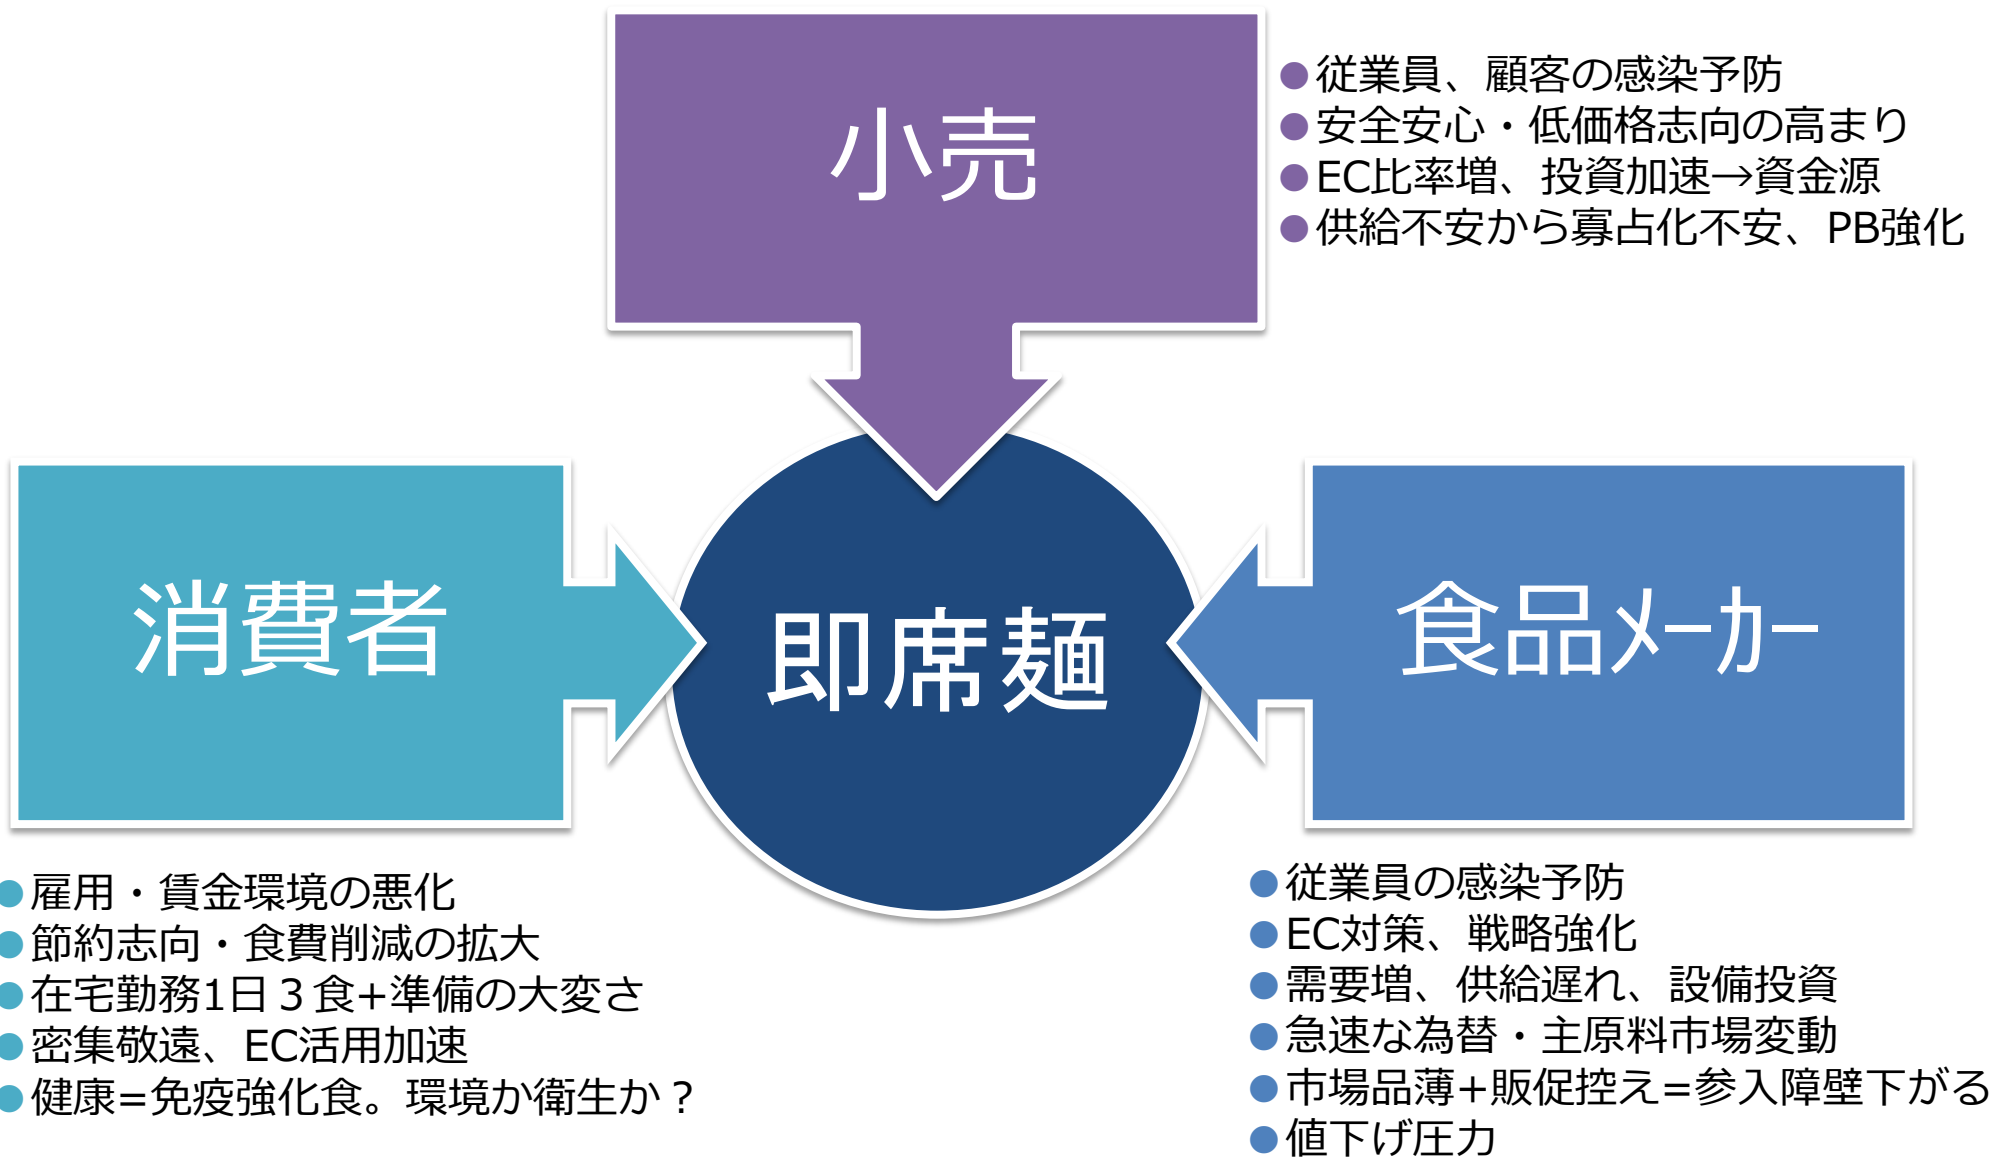 小売
●従業員、顧客の感染予防
●安全安心・低価格志向の高まり
●EC比率増、投資加速→資金源
●供給不安から寡占化不安、PB強化
消費者
即席麺
食品ﾒｰｶｰ
●雇用・賃金環境の悪化
●節約志向・食費削減の拡大
●在宅勤務1日３食+準備の大変さ
●密集敬遠、EC活用加速
●健康=免疫強化食。環境か衛生か？
●従業員の感染予防
●EC対策、戦略強化
●需要増、供給遅れ、設備投資
●急速な為替・主原料市場変動
●市場品薄+販促控え=参入障壁下がる
●値下げ圧力